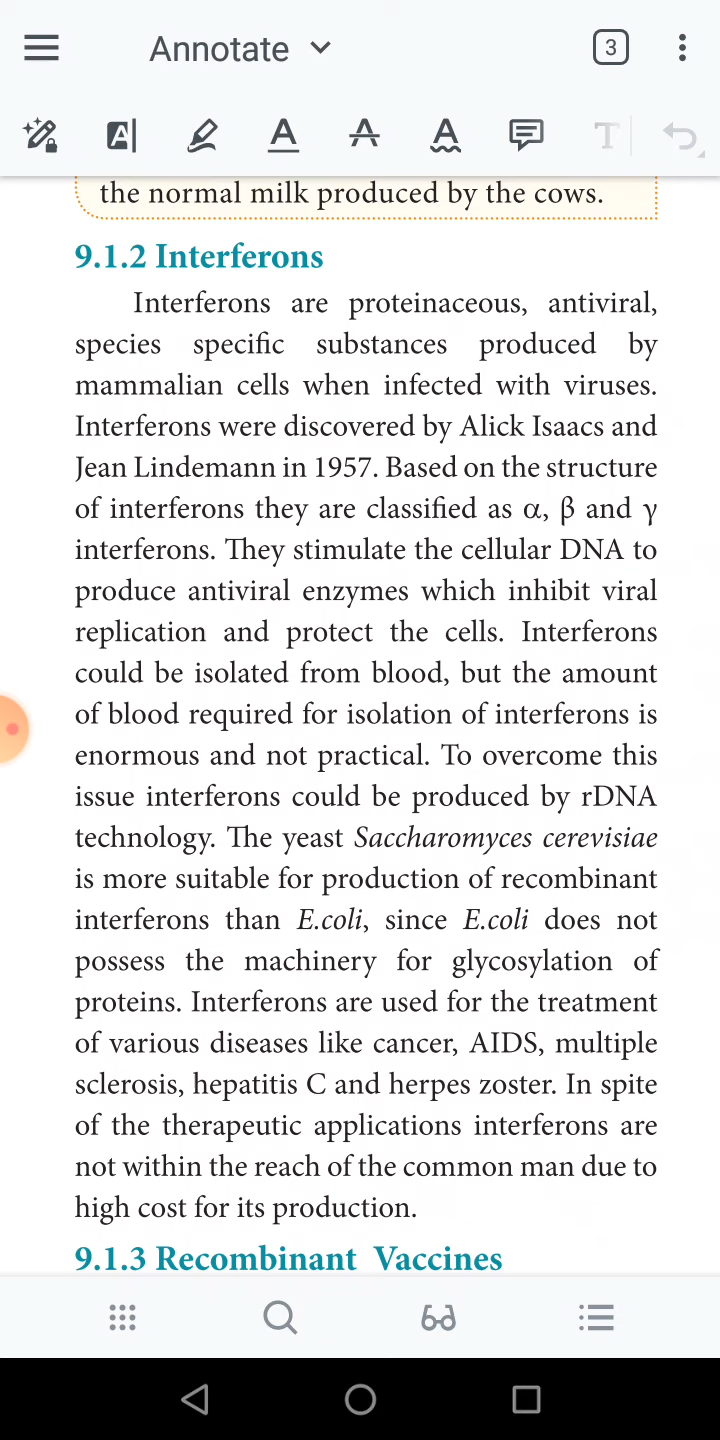 Annotate
3
the normal milk produced by the cows.
9.1.2 Interferons
Interferons are proteinaceous, antiviral,
species specific substances produced by
mammalian cells when infected with viruses.
Interferons were discovered by Alick Isaacs and
Jean Lindemann in 1957. Based on the structure
of interferons they are classified as α, β and γ
interferons. They stimulate the cellular DNA to
produce antiviral enzymes which inhibit viral
replication and protect the cells. Interferons
could be isolated from blood, but the amount
of blood required for isolation of interferons is
enormous and not practical. To overcome this
issue interferons could be produced by rDNA
technology. The yeast Saccharomyces cerevisiae
is more suitable for production of recombinant
interferons than E.coli, since E.coli does not
possess the machinery for glycosylation of
proteins. Interferons are used for the treatment
of various diseases like cancer, AIDS, multiple
sclerosis, hepatitis C and herpes zoster. In spite
of the therapeutic applications interferons are
not within the reach of the common man due to
high cost for its production.
9.1.3 Recombinant Vaccines